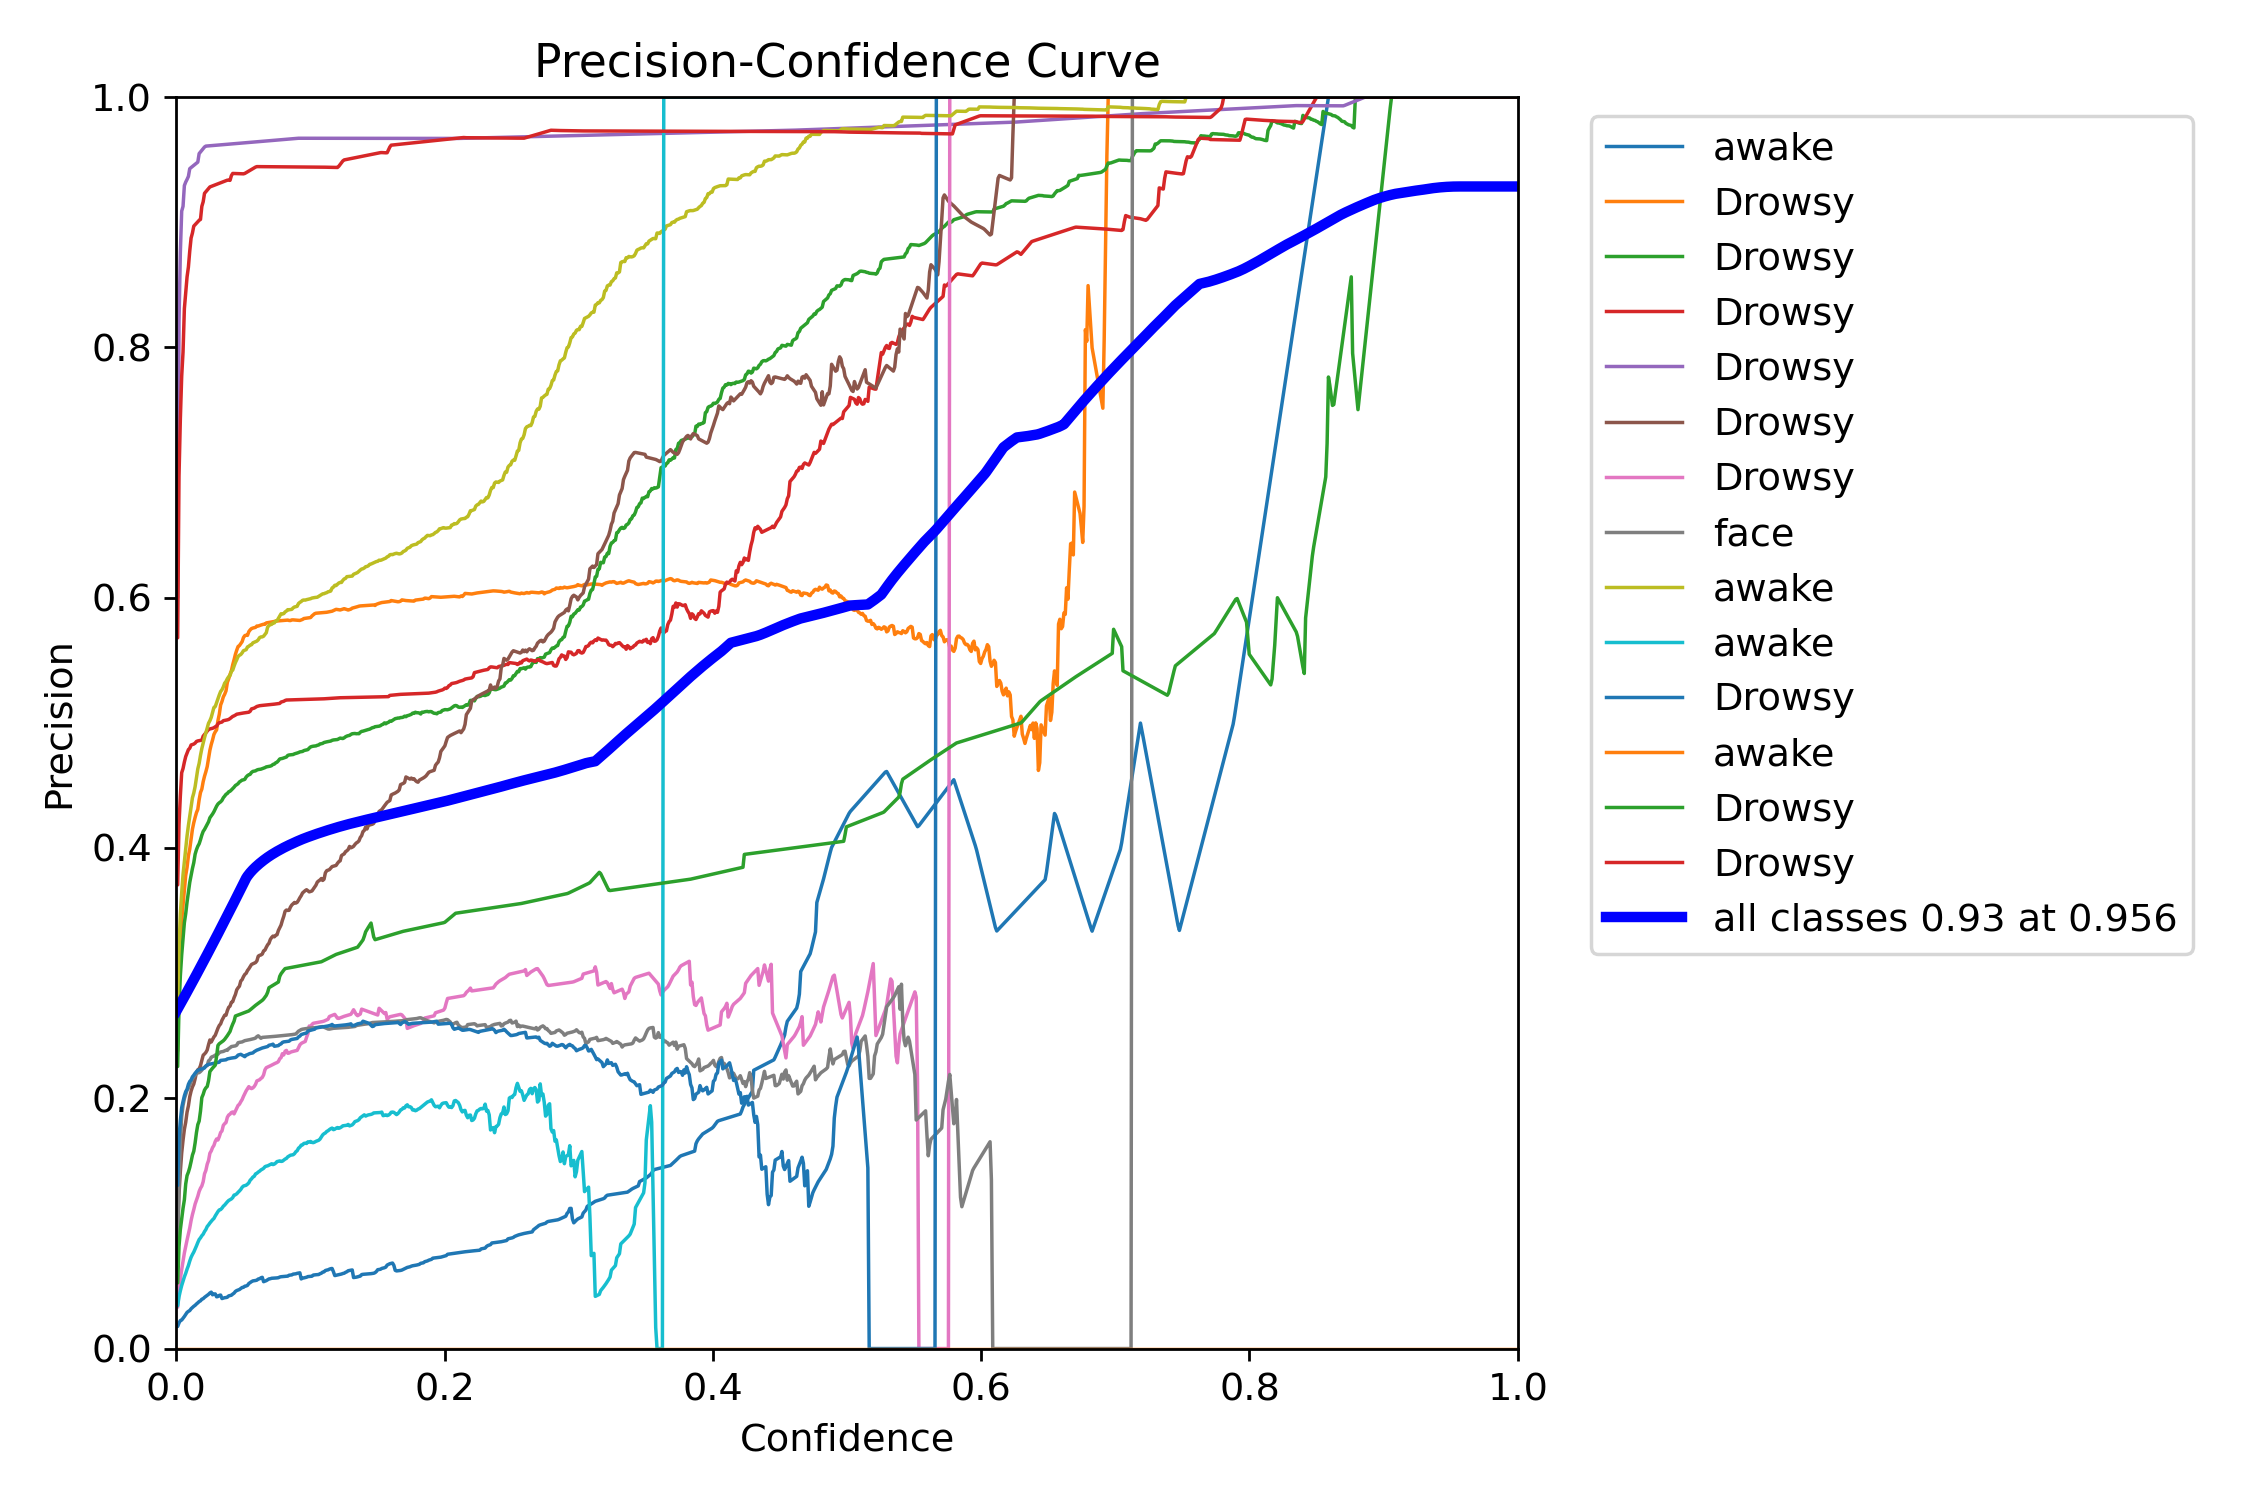 Precision-Confidence Curve
1.0
0.8
0.6
0.4
0.2
0.0
Precision
0.0 0.2 0.4 0.6 0.8 1.0
Confidence
awake
Drowsy
Drowsy
Drowsy
Drowsy
Drowsy
Drowsy
face
awake
awake
Drowsy
awake
Drowsy
Drowsy
all classes 0.93 at 0.956